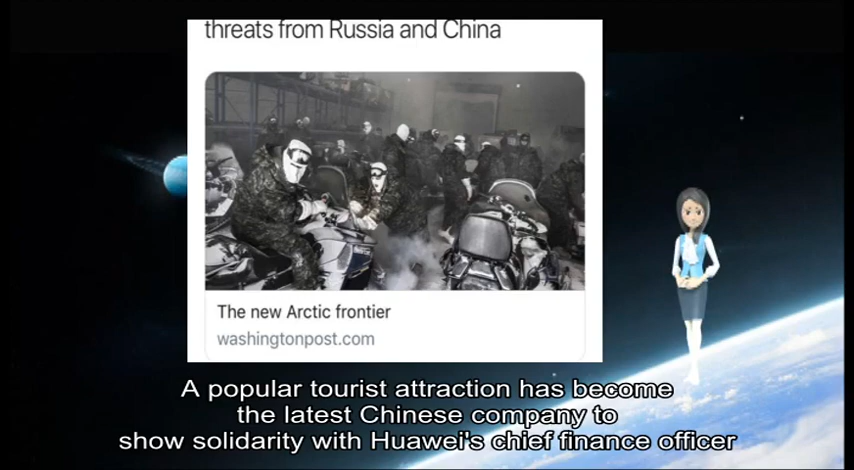 threats from Russia and China
The new Arctic frontier
washingtonpost.com
A popular tourist attraction has become
the latest Chinese company to
show solidarity with Huawei's chief finance officer